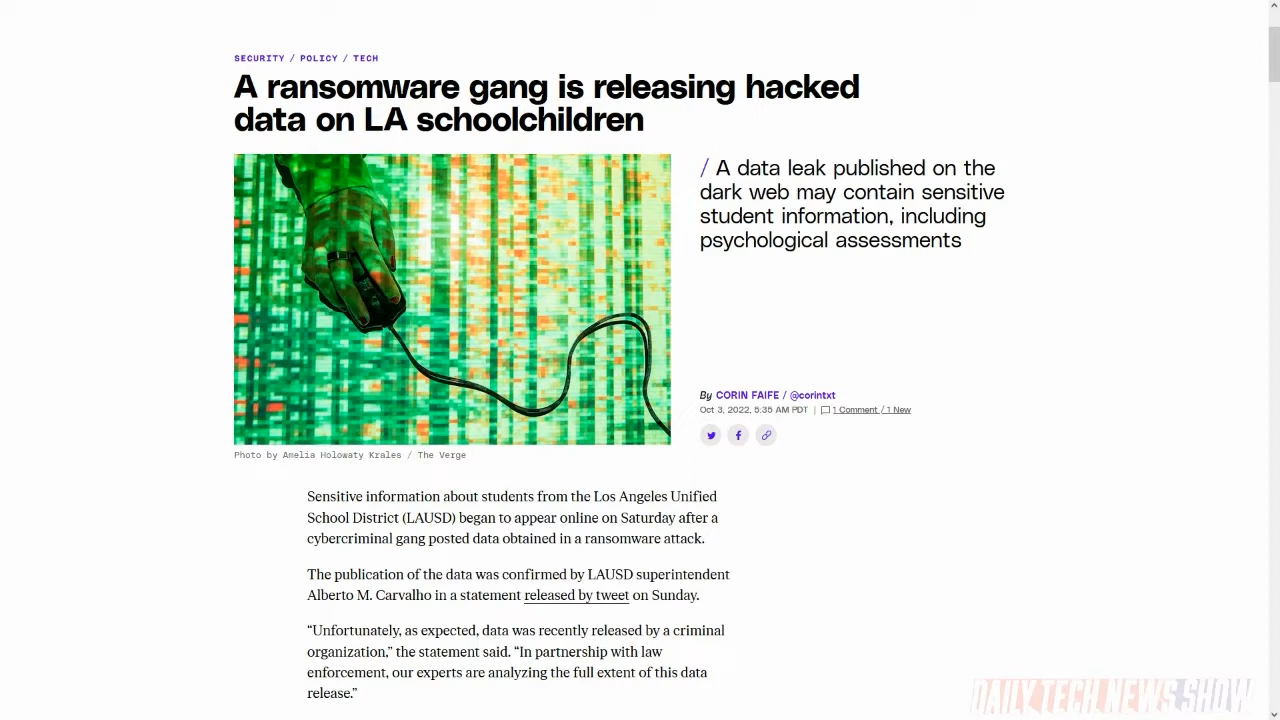 SECURITY / POLICY / TECH
A ransomware gang is releasing hacked
data on LA schoolchildren
/ A data leak published on the
dark web may contain sensitive
student information, including
psychological assessments
By CORIN FAIFE / @corintxt
Oct 3, 2022, 5:35 AM PDT | 1 Comment / 1 New
Photo by Amelia Holowaty Krales / The Verge
Sensitive information about students from the Los Angeles Unified
School District (LAUSD) began to appear online on Saturday after a
cybercriminal gang posted data obtained in a ransomware attack.
The publication of the data was confirmed by LAUSD superintendent
Alberto M. Carvalho in a statement released by tweet on Sunday.
“Unfortunately, as expected, data was recently released by a criminal
organization,” the statement said. “In partnership with law
enforcement, our experts are analyzing the full extent of this data
release.”
DAILY TECH NEWS SHOW